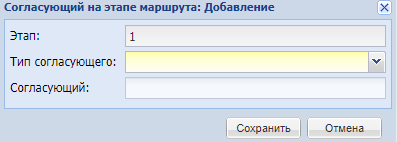 Согласующий на этапе маршрута: Добавление
Этап: 1
Тип согласующего:
Согласующий:
Сохранить Отмена